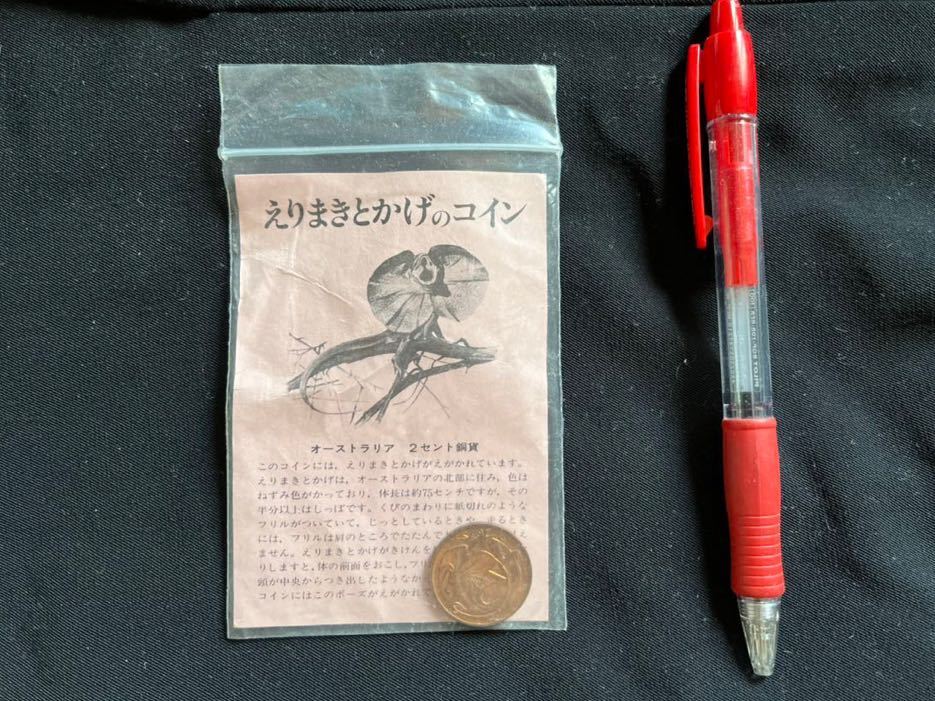 えりまきとかげのコイン
オーストラリア 2セント銅貨
このコインには，えりまきとかげがえがかれています。
えりまきとかげは，オーストラリアの北部に住み，色は
ねずみ色がかっており，体長は約75センチですが，その
半分以上はしっぽです。くびのまわりに紙切れのような
フリルがついていて，じっとしているときや，走るとき
には，フリルは肩のところでたたんで
ません。えりまきとかげがきけんを
りしますと，体の前面をおこし，フリ
頭が中央からつき出したようなか
コインにはこのポーズがえがかれて